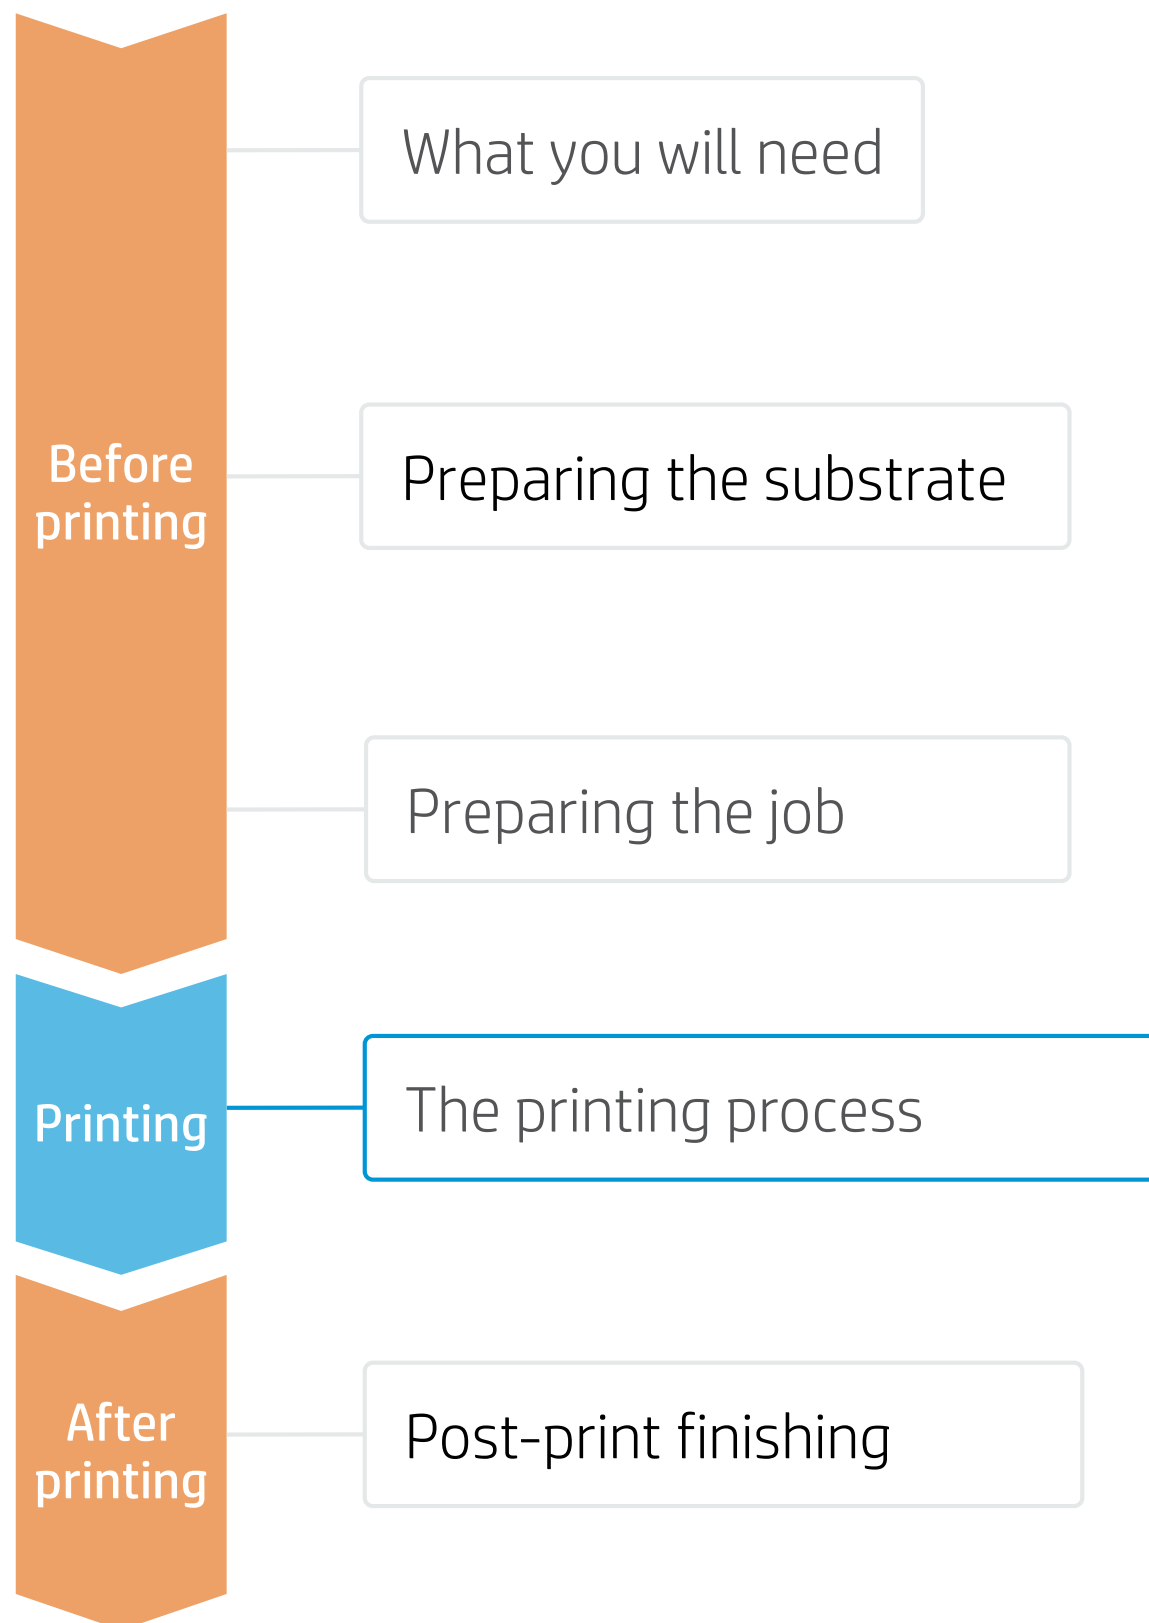 What you will need
Before
printing
Preparing the substrate
Preparing the job
Printing
The printing process
After
printing
Post-print finishing